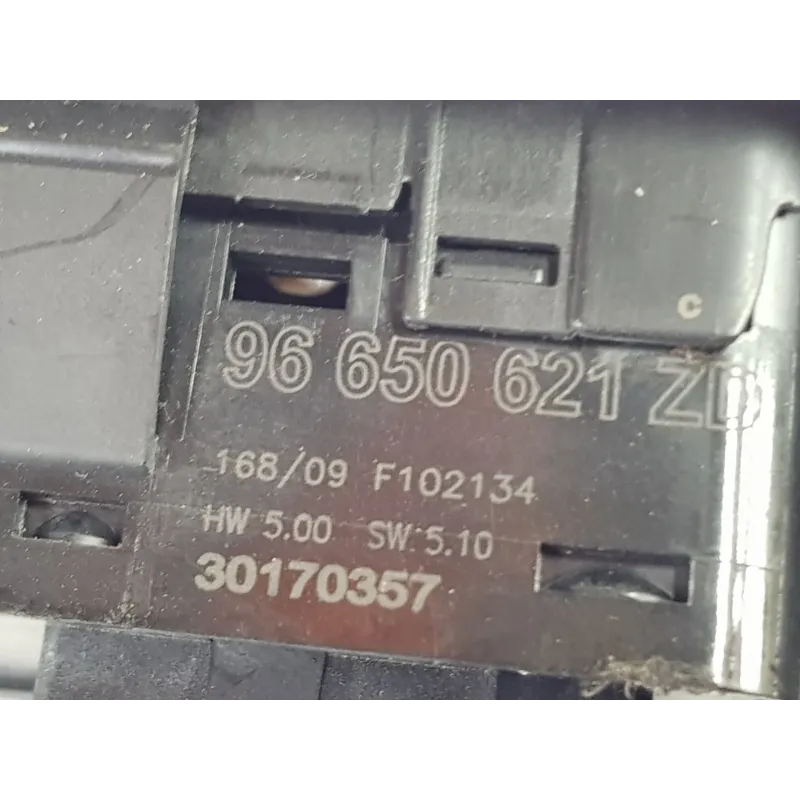 C
96 650 621 ZD
168/09 F102134
HW 5.00 SW 5.10
30170357